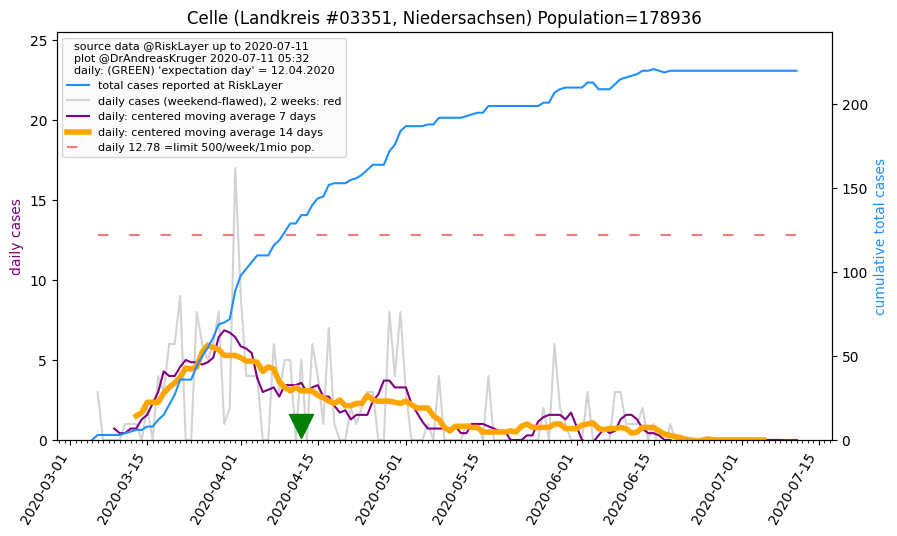 Celle (Landkreis #03351, Niedersachsen) Population=178936
source data @RiskLayer up to 2020-07-11
plot @DrAndreasKruger 2020-07-11 05:32
daily: (GREEN) 'expectation day' = 12.04.2020
total cases reported at RiskLayer
daily cases (weekend-flawed), 2 weeks: red
daily: centered moving average 7 days
daily: centered moving average 14 days
daily 12.78 =limit 500/week/1mio pop.
daily cases
25
20
15
10
5
0
cumulative total cases
200
150
100
50
0
2020-03-01
2020-03-15
2020-04-01
2020-04-15
2020-05-01
2020-05-15
2020-06-01
2020-06-15
2020-07-01
2020-07-15